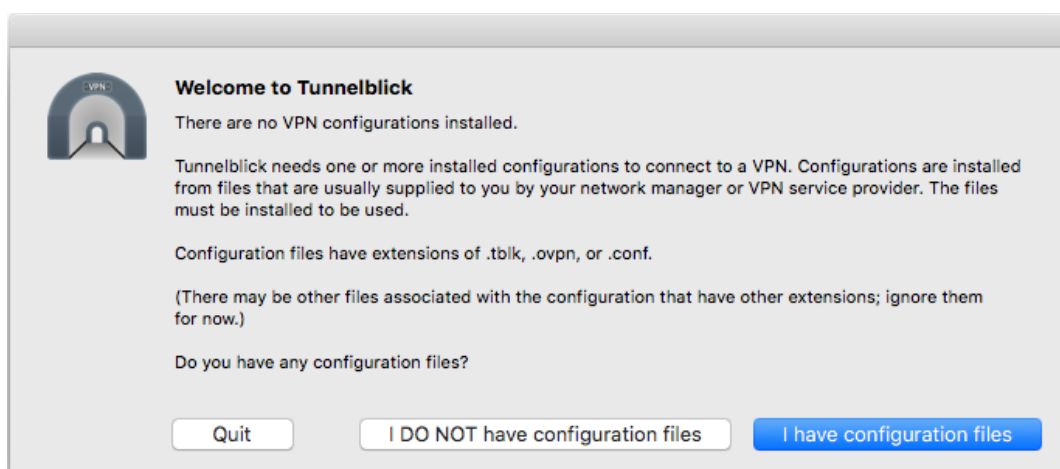 VPN
Welcome to Tunnelblick
There are no VPN configurations installed.
Tunnelblick needs one or more installed configurations to connect to a VPN. Configurations are installed
from files that are usually supplied to you by your network manager or VPN service provider. The files
must be installed to be used.
Configuration files have extensions of .tblk, .ovpn, or .conf.
(There may be other files associated with the configuration that have other extensions; ignore them
for now.)
Do you have any configuration files?
Quit
I DO NOT have configuration files
I have configuration files